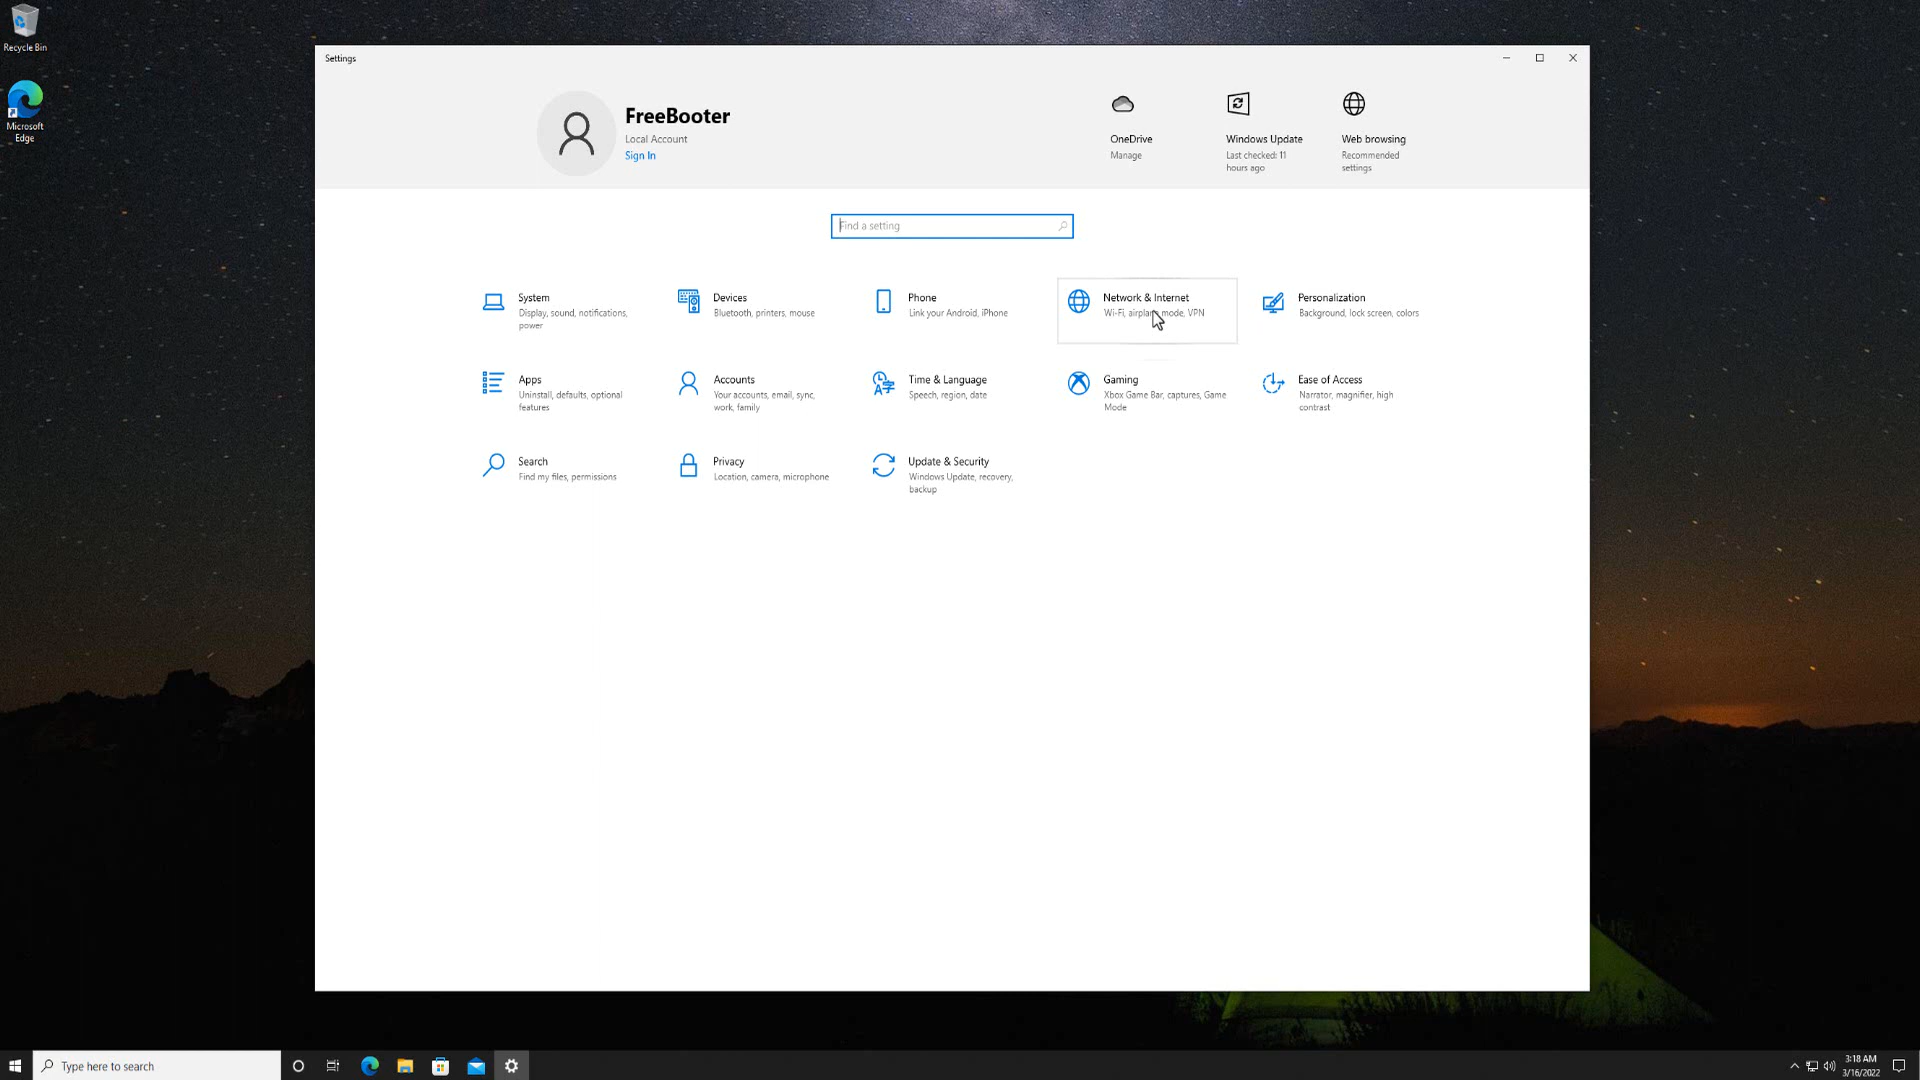 Recycle Bin
Microsoft
Edge
Settings
FreeBooter
Local Account
Sign In
OneDrive
Manage
Windows Update
Last checked: 11
hours ago
Web browsing
Recommended
settings
Find a setting
System
Display, sound, notifications,
power
Devices
Bluetooth, printers, mouse
Phone
Link your Android, iPhone
Network & Internet
Wi-Fi, airplane mode, VPN
Personalization
Background, lock screen, colors
Apps
Uninstall, defaults, optional
features
Accounts
Your accounts, email, sync,
work, family
Time & Language
Speech, region, date
Gaming
Xbox Game Bar, captures, Game
Mode
Ease of Access
Narrator, magnifier, high
contrast
Search
Find my files, permissions
Privacy
Location, camera, microphone
Update & Security
Windows Update, recovery,
backup
Type here to search
3:18 AM
3/16/2022